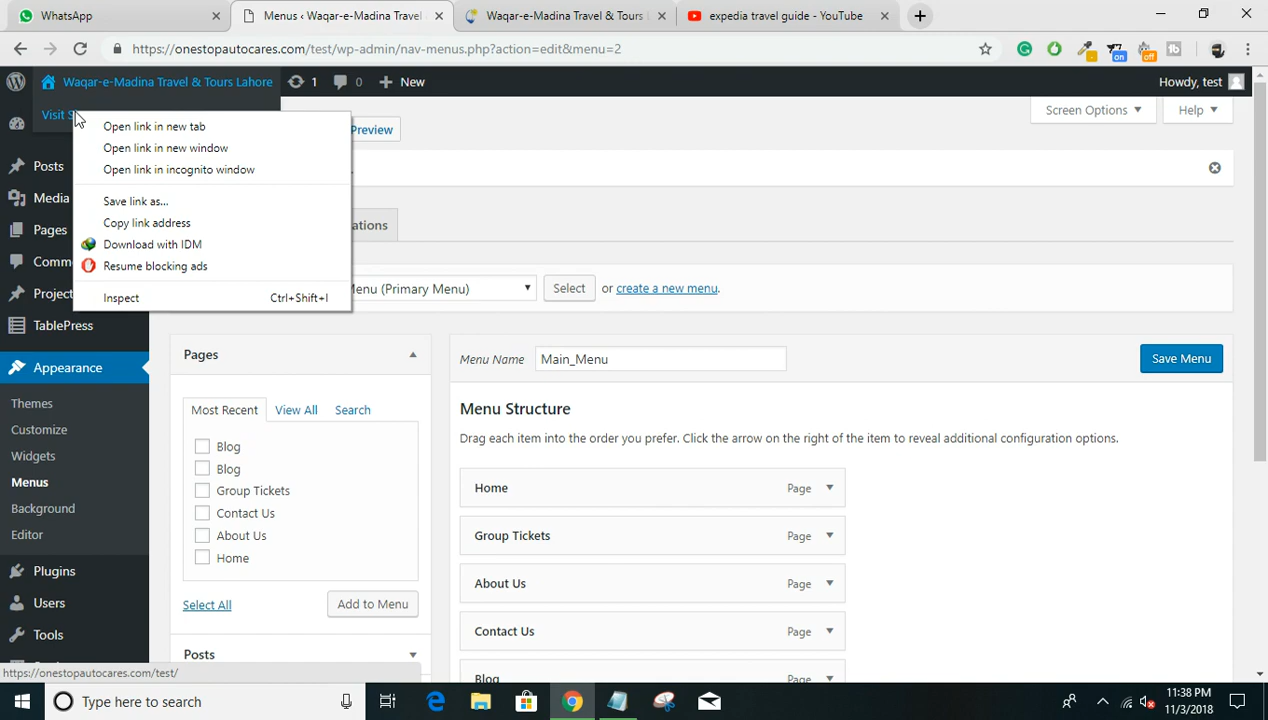 WhatsApp
Menus ‹ Waqar-e-Madina Travel
Waqar-e-Madina Travel & Tours L
expedia travel guide - YouTube
https://onestopautocares.com/test/wp-admin/nav-menus.php?action=edit&menu=2
on
off
Waqar-e-Madina Travel & Tours Lahore
1
0
New
Howdy, test
Visit S
Open link in new tab
Open link in new window
Open link in incognito window
Save link as...
Copy link address
Download with IDM
Resume blocking ads
Inspect Ctrl+Shift+I
Preview
Screen Options
Help
Posts
Media
Pages
Comm
Project
TablePress
Appearance
Themes
Customize
Widgets
Menus
Background
Editor
Plugins
Users
Tools
ations
Menu (Primary Menu)
Select
or create a new menu.
Pages
Most Recent
View All
Search
Blog
Blog
Group Tickets
Contact Us
About Us
Home
Select All
Add to Menu
Posts
Menu Name
Main_Menu
Save Menu
Menu Structure
Drag each item into the order you prefer. Click the arrow on the right of the item to reveal additional configuration options.
Home Page
Group Tickets Page
About Us Page
Contact Us Page
Blog
https://onestopautocares.com/test/
Type here to search
11:38 PM
11/3/2018